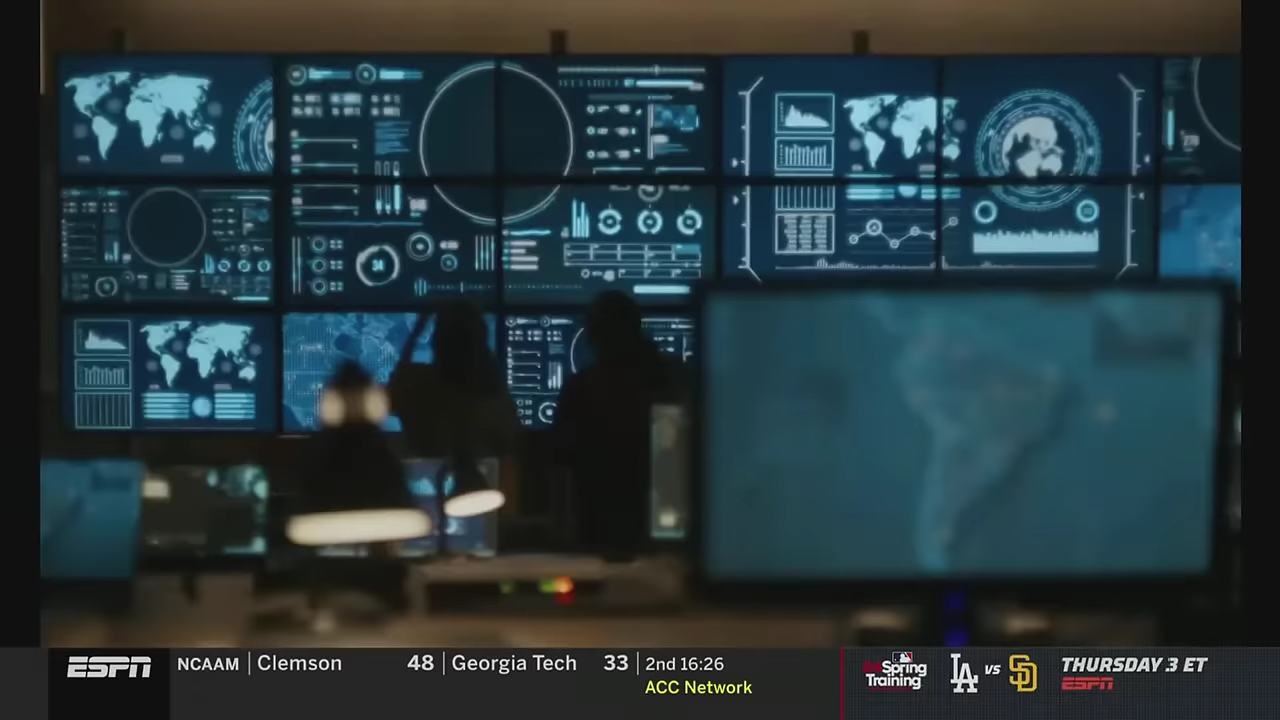 34
ESPN
NCAAM
Clemson
48
Georgia Tech
33
2nd 16:26
ACC Network
Spring
Training
LA
VS
SD
THURSDAY 3 ET
ESPN